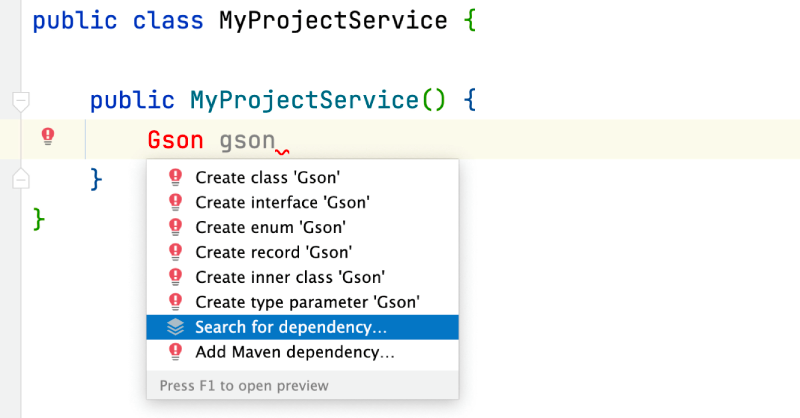 public class MyProjectService {
public MyProjectService() {
Gson gson
Create class 'Gson'
Create interface 'Gson'
Create enum 'Gson'
Create record 'Gson'
Create inner class 'Gson'
Create type parameter 'Gson'
Search for dependency...
Add Maven dependency...
Press F1 to open preview
}
}